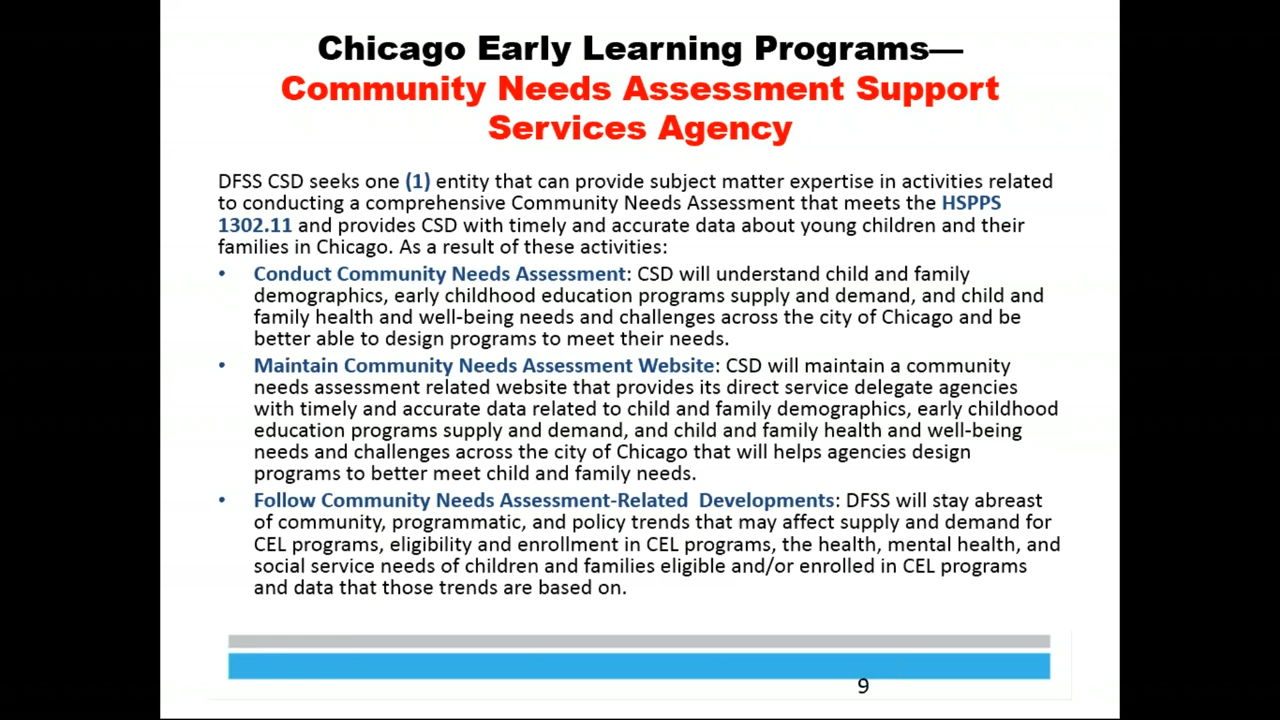 Chicago Early Learning Programs—
Community Needs Assessment Support
Services Agency
DFSS CSD seeks one (1) entity that can provide subject matter expertise in activities related
to conducting a comprehensive Community Needs Assessment that meets the HSPPS
1302.11 and provides CSD with timely and accurate data about young children and their
families in Chicago. As a result of these activities:
• Conduct Community Needs Assessment: CSD will understand child and family
demographics, early childhood education programs supply and demand, and child and
family health and well-being needs and challenges across the city of Chicago and be
better able to design programs to meet their needs.
• Maintain Community Needs Assessment Website: CSD will maintain a community
needs assessment related website that provides its direct service delegate agencies
with timely and accurate data related to child and family demographics, early childhood
education programs supply and demand, and child and family health and well-being
needs and challenges across the city of Chicago that will helps agencies design
programs to better meet child and family needs.
• Follow Community Needs Assessment-Related Developments: DFSS will stay abreast
of community, programmatic, and policy trends that may affect supply and demand for
CEL programs, eligibility and enrollment in CEL programs, the health, mental health, and
social service needs of children and families eligible and/or enrolled in CEL programs
and data that those trends are based on.
9